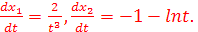 dx₁/dt = 2/t³, dx₂/dt = −1 − lnt.